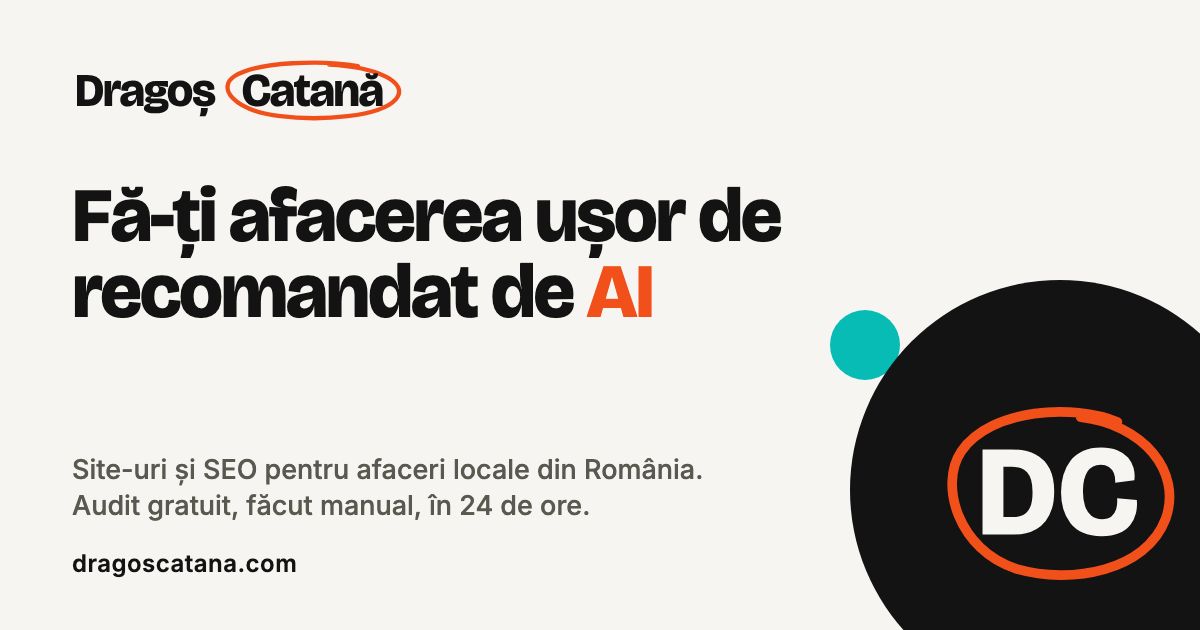 Dragoș Catană
Fă-ți afacerea ușor de
recomandat de AI
Site-uri și SEO pentru afaceri locale din România.
Audit gratuit, făcut manual, în 24 de ore.
dragoscatana.com
DC